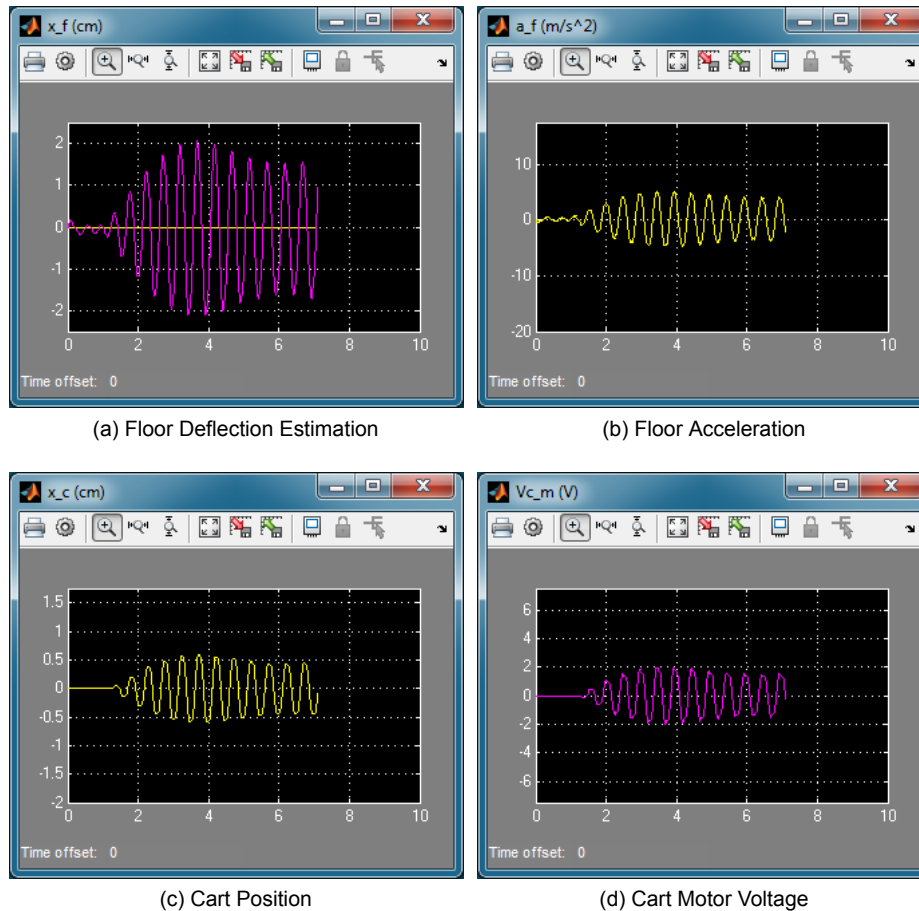 x_f (cm)
2
1
0
-1
-2
0 2 4 6 8 10
Time offset: 0
(a) Floor Deflection Estimation
a_f (m/s^2)
10
0
-10
-20
0 2 4 6 8 10
Time offset: 0
(b) Floor Acceleration
x_c (cm)
1.5
1
0.5
0
-0.5
-1
-1.5
-2
0 2 4 6 8 10
Time offset: 0
(c) Cart Position
Vc_m (V)
6
4
2
0
-2
-4
-6
0 2 4 6 8 10
Time offset: 0
(d) Cart Motor Voltage